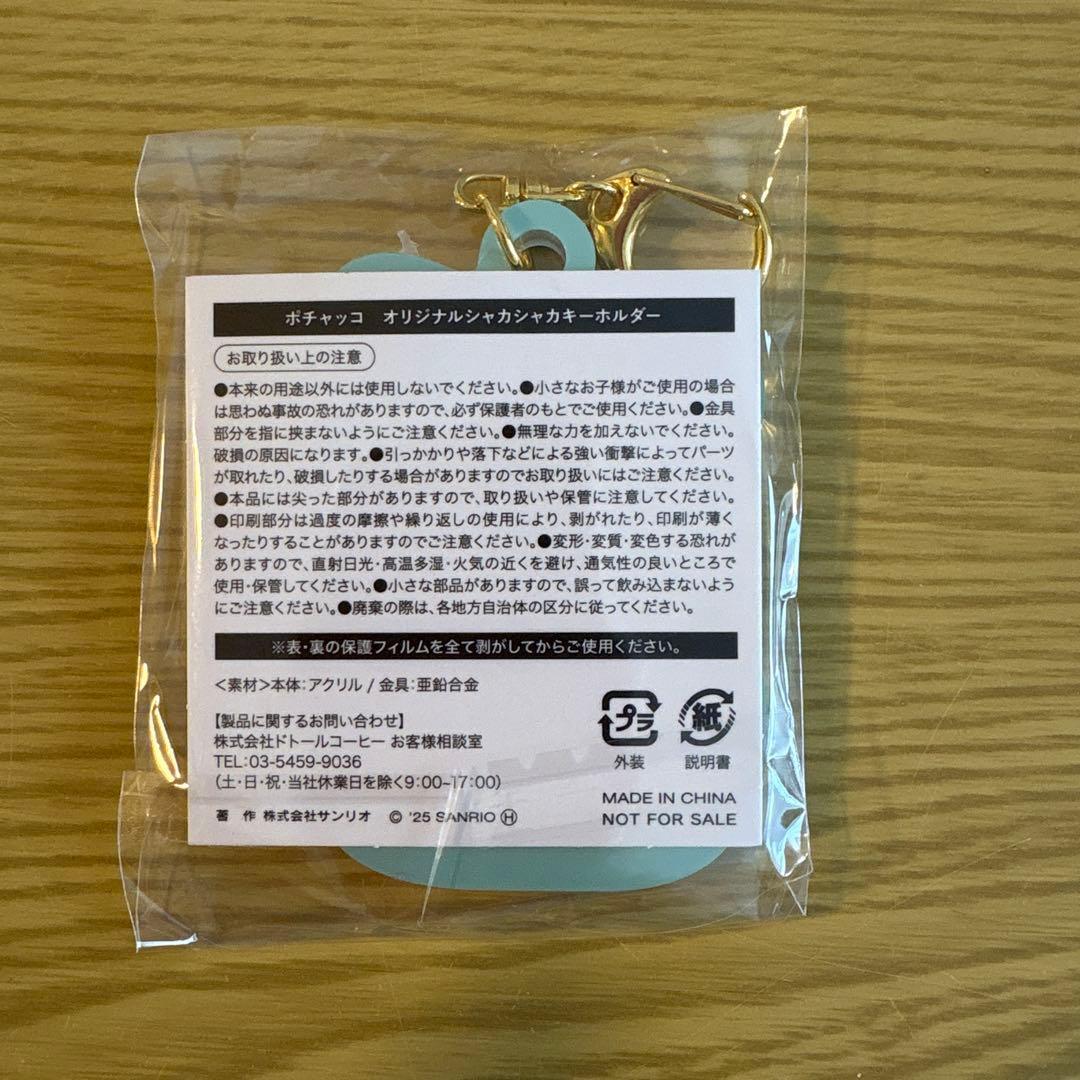 ポチャッコ　オリジナルシャカシャカキーホルダー
お取り扱い上の注意
●本来の用途以外には使用しないでください。●小さなお子様がご使用の場合
は思わぬ事故の恐れがありますので、必ず保護者のもとでご使用ください。●金具
部分を指に挟まないようにご注意ください。●無理な力を加えないでください。
破損の原因になります。●引っかかりや落下などによる強い衝撃によってパーツ
が取れたり、破損したりする場合がありますのでお取り扱いにはご注意ください。
●本品には尖った部分がありますので、取り扱いや保管に注意してください。
●印刷部分は過度の摩擦や繰り返しの使用により、剥がれたり、印刷が薄く
なったりすることがありますのでご注意ください。●変形・変質・変色する恐れが
ありますので、直射日光・高温多湿・火気の近くを避け、通気性の良いところで
使用・保管してください。●小さな部品がありますので、誤って飲み込まないよう
にご注意ください。●廃棄の際は、各地方自治体の区分に従ってください。
※表・裏の保護フィルムを全て剥がしてからご使用ください。
＜素材＞本体：アクリル / 金具：亜鉛合金
【製品に関するお問い合わせ】
株式会社ドトールコーヒー お客様相談室
TEL：03-5459-9036
（土・日・祝・当社休業日を除く9：00~17：00）
著　作　株式会社サンリオ　© '25 SANRIO Ⓗ
プラ
外装
紙
説明書
MADE IN CHINA
NOT FOR SALE